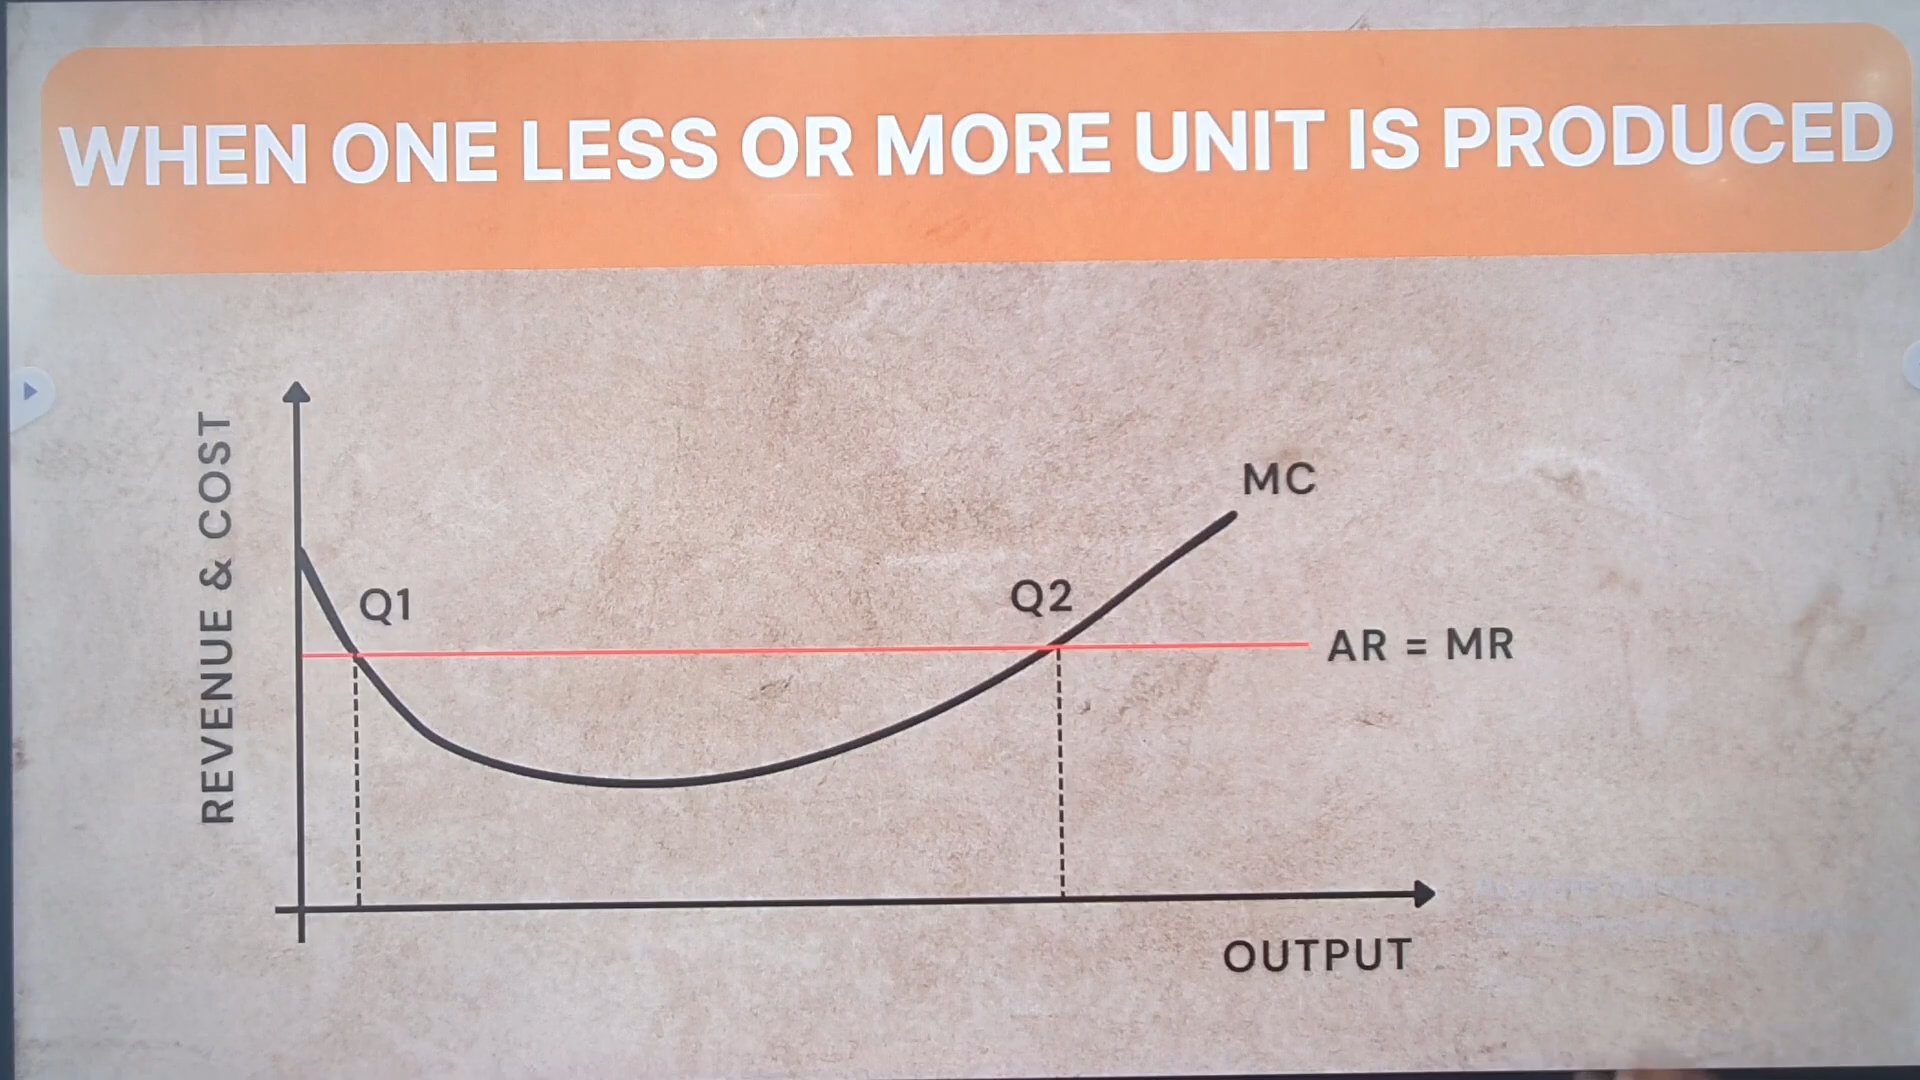 WHEN ONE LESS OR MORE UNIT IS PRODUCED
REVENUE & COST
MC
Q1
Q2
AR = MR
OUTPUT